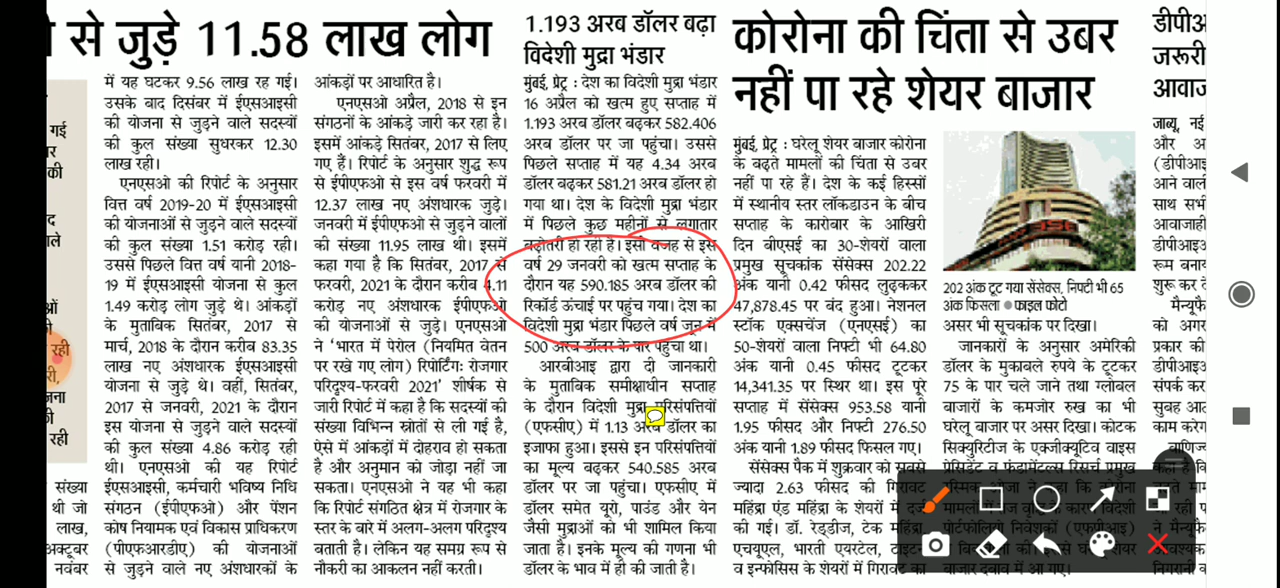 से जुड़े 11.58 लाख लोग
गई
की
रही
संख्या
थी जो
लाख,
अक्टूबर
नवंबर
में यह घटकर 9.56 लाख रह गई।
उसके बाद दिसंबर में ईएसआइसी
की योजना से जुड़ने वाले सदस्यों
की कुल संख्या सुधरकर 12.30
लाख रही।
एनएसओ की रिपोर्ट के अनुसार
वित्त वर्ष 2019-20 में ईएसआइसी
की योजनाओं से जुड़ने वाले सदस्यों
की कुल संख्या 1.51 करोड़ रही।
उससे पिछले वित्त वर्ष यानी 2018-
19 में ईएसआइसी की योजना से कुल
1.49 करोड़ लोग जुड़े थे। आंकड़ों
के मुताबिक सितंबर, 2017 से
मार्च, 2018 के दौरान करीब 83.35
लाख नए अंशधारक ईएसआइसी
योजना से जुड़े थे। वहीं, सितंबर,
2017 से जनवरी, 2021 के दौरान
इस योजना से जुड़ने वाले सदस्यों
की कुल संख्या 4.86 करोड़ रही
थी। एनएसओ की यह रिपोर्ट
ईएसआइसी, कर्मचारी भविष्य निधि
संगठन (ईपीएफओ) और पेंशन
कोष नियामक एवं विकास प्राधिकरण
(पीएफआरडीए) की योजनाओं
से जुड़ने वाले नए अंशधारकों के
आंकड़ों पर आधारित है।
एनएसओ अप्रैल, 2018 से इन
संगठनों के आंकड़े जारी कर रहा है।
इसमें आंकड़े सितंबर, 2017 से लिए
गए हैं। रिपोर्ट के अनुसार शुद्ध रूप
से ईपीएफओ से इस वर्ष फरवरी में
12.37 लाख नए अंशधारक जुड़े।
जनवरी में ईपीएफओ से जुड़ने वालों
की संख्या 11.95 लाख थी। इसमें
कहा गया है कि सितंबर, 2017 से
फरवरी, 2021 के दौरान करीब 4.11
करोड़ नए अंशधारक ईपीएफओ
की योजनाओं से जुड़े। एनएसओ
ने 'भारत में पेरोल (नियमित वेतन
पर रखे गए लोग) रिपोर्टिंग: रोजगार
परिदृश्य-फरवरी 2021' शीर्षक से
जारी रिपोर्ट में कहा है कि सदस्यों की
संख्या विभिन्न स्रोतों से ली गई है,
ऐसे में आंकड़ों में दोहराव हो सकता
है और अनुमान को जोड़ा नहीं जा
सकता। एनएसओ ने यह भी कहा
कि रिपोर्ट संगठित क्षेत्र में रोजगार के
स्तर के बारे में अलग-अलग परिदृश्य
बताती है। लेकिन यह समग्र रूप से
नौकरी का आकलन नहीं करती।
1.193 अरब डॉलर बढ़ा
विदेशी मुद्रा भंडार
मुंबई, प्रेट्र : देश का विदेशी मुद्रा भंडार
16 अप्रैल को खत्म हुए सप्ताह में
1.193 अरब डॉलर बढ़कर 582.406
अरब डॉलर पर जा पहुंचा। उससे
पिछले सप्ताह में यह 4.34 अरब
डॉलर बढ़कर 581.21 अरब डॉलर हो
गया था। देश के विदेशी मुद्रा भंडार
में पिछले कुछ महीनों से लगातार
बढ़ोतरी हो रही है। इसी वजह से इस
वर्ष 29 जनवरी को खत्म सप्ताह के
दौरान यह 590.185 अरब डॉलर की
रिकॉर्ड ऊंचाई पर पहुंच गया। देश का
विदेशी मुद्रा भंडार पिछले वर्ष जून में
500 अरब डॉलर के पार पहुंचा था।
आरबीआइ द्वारा दी जानकारी
के मुताबिक समीक्षाधीन सप्ताह
के दौरान विदेशी मुद्रा परिसंपत्तियों
(एफसीए) में 1.13 अरब डॉलर का
इजाफा हुआ। इससे इन परिसंपत्तियों
का मूल्य बढ़कर 540.585 अरब
डॉलर पर जा पहुंचा। एफसीए में
डॉलर समेत यूरो, पाउंड और येन
जैसी मुद्राओं को भी शामिल किया
जाता है। इनके मूल्य की गणना भी
डॉलर के भाव में ही की जाती है।
कोरोना की चिंता से उबर
नहीं पा रहे शेयर बाजार
मुंबई, प्रेट्र : घरेलू शेयर बाजार कोरोना
के बढ़ते मामलों की चिंता से उबर
नहीं पा रहे हैं। देश के कई हिस्सों
में स्थानीय स्तर लॉकडाउन के बीच
सप्ताह के कारोबार के आखिरी
दिन बीएसई का 30-शेयरों वाला
प्रमुख सूचकांक सेंसेक्स 202.22
अंक यानी 0.42 फीसद लुढ़ककर
47,878.45 पर बंद हुआ। नेशनल
स्टॉक एक्सचेंज (एनएसई) का
50-शेयरों वाला निफ्टी भी 64.80
अंक यानी 0.45 फीसद टूटकर
14,341.35 पर स्थिर था। इस पूरे
सप्ताह में सेंसेक्स 953.58 यानी
1.95 फीसद और निफ्टी 276.50
अंक यानी 1.89 फीसद फिसल गए।
सेंसेक्स पैक में शुक्रवार को सबसे
ज्यादा 2.63 फीसद की गिरावट
महिंद्रा एंड महिंद्रा के शेयरों में दर्ज
की गई। डॉ. रेड्डीज, टेक महिंद्रा
एचयूएल, भारती एयरटेल, टाइटन
व इन्फोसिस के शेयरों में गिरावट का
202 अंक टूट गया सेंसेक्स, निफ्टी भी 65
अंक फिसला ● फाइल फोटो
असर भी सूचकांक पर दिखा।
जानकारों के अनुसार अमेरिकी
डॉलर के मुकाबले रुपये के टूटकर
75 के पार चले जाने तथा ग्लोबल
बाजारों के कमजोर रुख का भी
घरेलू बाजार पर असर दिखा। कोटक
सिक्युरिटीज के एक्जीक्यूटिव वाइस
प्रेसिडेंट व फंडामेंटल्स रिसर्च प्रमुख
बाजार दबाव में आ गए।
डीपीआ
जरूरी
आवाज
जाव्यू, नई
और अ
(डीपीआइ
आने वाली
साथ सभी
आवाजाही
डीपीआइ
रूम बना
शुरू कर
मैन्यूफै
को अगर
प्रकार की
डीपीआइ
संपर्क कर
सुबह आठ
काम करेग
वाणिज्